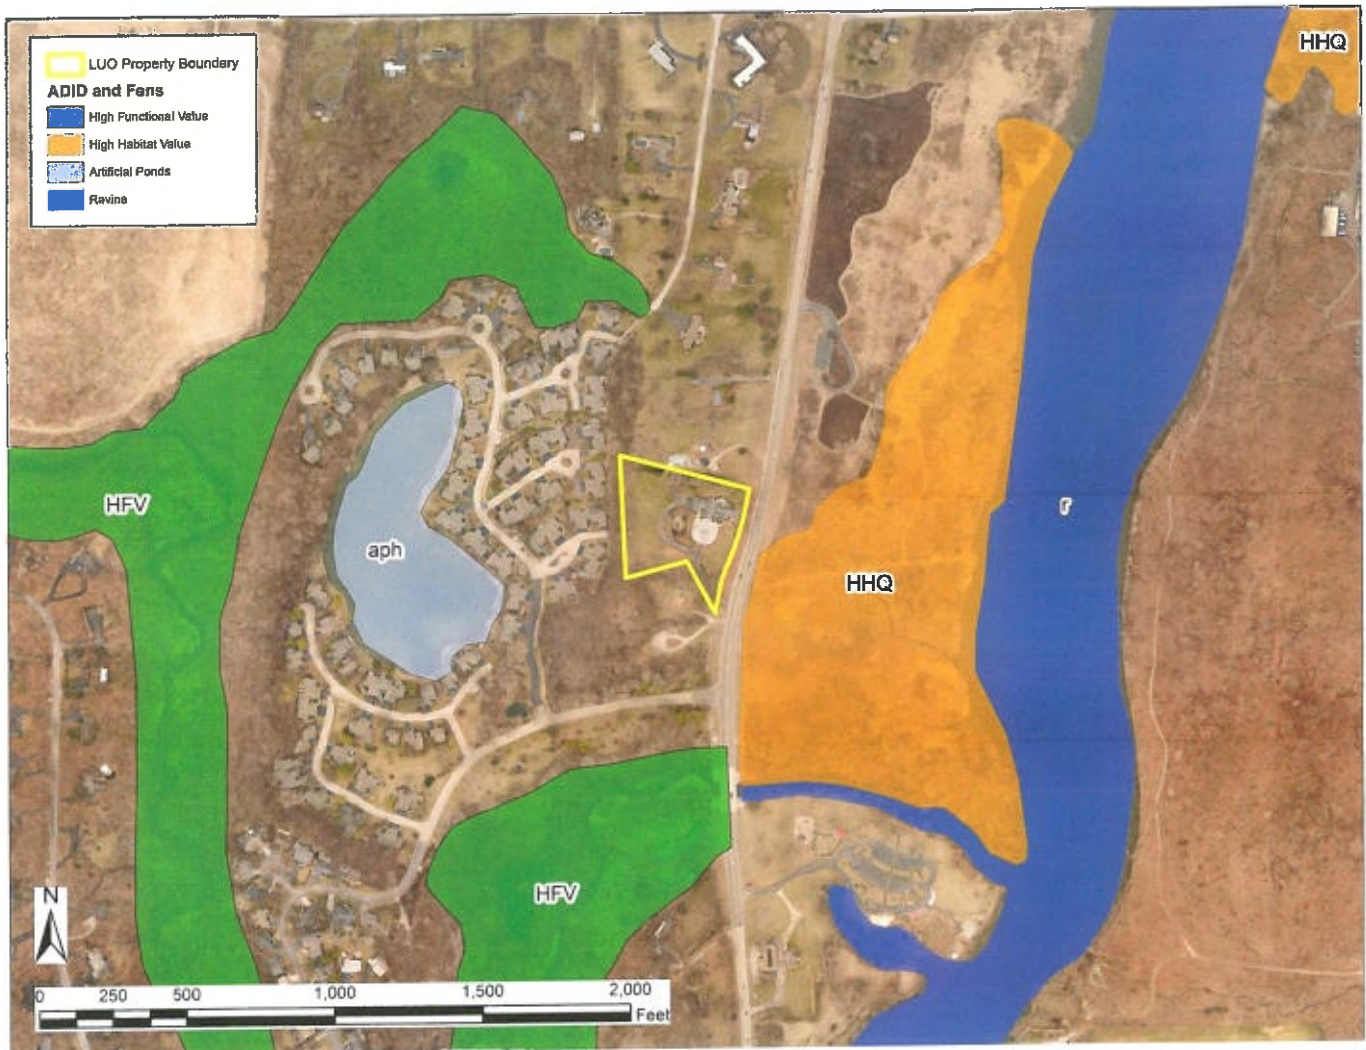 HHQ
LUO Property Boundary
ADID and Fens
High Functional Value
High Habitat Value
Artificial Ponds
Ravine
HFV
r
aph
HHQ
HFV
N
0 250 500 1,000 1,500 2,000
Feet